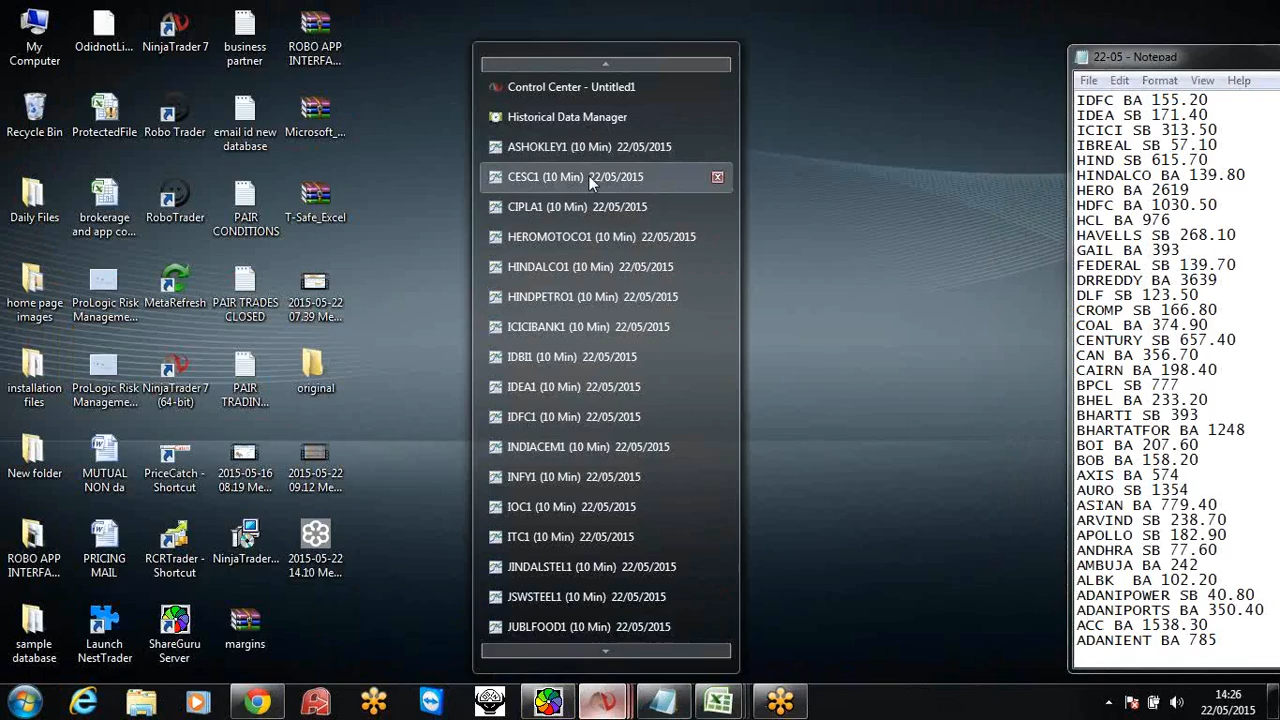 My Computer
OdidnotLi...
NinjaTrader 7
business partner
ROBO APP INTERFA...
Recycle Bin
ProtectedFile
Robo Trader
email id new database
Microsoft_...
Daily Files
brokerage and app co...
RoboTrader
PAIR CONDITIONS
T-Safe_Excel
home page images
ProLogic Risk Manageme...
MetaRefresh
PAIR TRADES CLOSED
2015-05-22 07.39 Me...
installation files
ProLogic Risk Manageme...
NinjaTrader 7 (64-bit)
PAIR TRADIN...
original
New folder
MUTUAL NON da
PriceCatch - Shortcut
2015-05-16 08.19 Me...
2015-05-22 09.12 Me...
ROBO APP INTERFA...
PRICING MAIL
RCRTrader - Shortcut
NinjaTrader...
2015-05-22 14.10 Me...
sample database
Launch NestTrader
ShareGuru Server
margins
Control Center - Untitled1
Historical Data Manager
ASHOKLEY1 (10 Min) 22/05/2015
CESC1 (10 Min) 22/05/2015
CIPLA1 (10 Min) 22/05/2015
HEROMOTOCO1 (10 Min) 22/05/2015
HINDALCO1 (10 Min) 22/05/2015
HINDPETRO1 (10 Min) 22/05/2015
ICICIBANK1 (10 Min) 22/05/2015
IDBI1 (10 Min) 22/05/2015
IDEA1 (10 Min) 22/05/2015
IDFC1 (10 Min) 22/05/2015
INDIACEM1 (10 Min) 22/05/2015
INFY1 (10 Min) 22/05/2015
IOC1 (10 Min) 22/05/2015
ITC1 (10 Min) 22/05/2015
JINDALSTEL1 (10 Min) 22/05/2015
JSWSTEEL1 (10 Min) 22/05/2015
JUBLFOOD1 (10 Min) 22/05/2015
22-05 - Notepad
File Edit Format View Help
IDFC BA 155.20
IDEA SB 171.40
ICICI SB 313.50
IBREAL SB 57.10
HIND SB 615.70
HINDALCO BA 139.80
HERO BA 2619
HDFC BA 1030.50
HCL BA 976
HAVELLS SB 268.10
GAIL BA 393
FEDERAL SB 139.70
DRREDDY BA 3639
DLF SB 123.50
CROMP SB 166.80
COAL BA 374.90
CENTURY SB 657.40
CAN BA 356.70
CAIRN BA 198.40
BPCL SB 777
BHEL BA 233.20
BHARTI SB 393
BHARTATFOR BA 1248
BOI BA 207.60
BOB BA 158.20
AXIS BA 574
AURO SB 1354
ASIAN BA 779.40
ARVIND SB 238.70
APOLLO SB 182.90
ANDHRA SB 77.60
AMBUJA BA 242
ALBK BA 102.20
ADANIPOWER SB 40.80
ADANIPORTS BA 350.40
ACC BA 1538.30
ADANIENT BA 785
14:26
22/05/2015